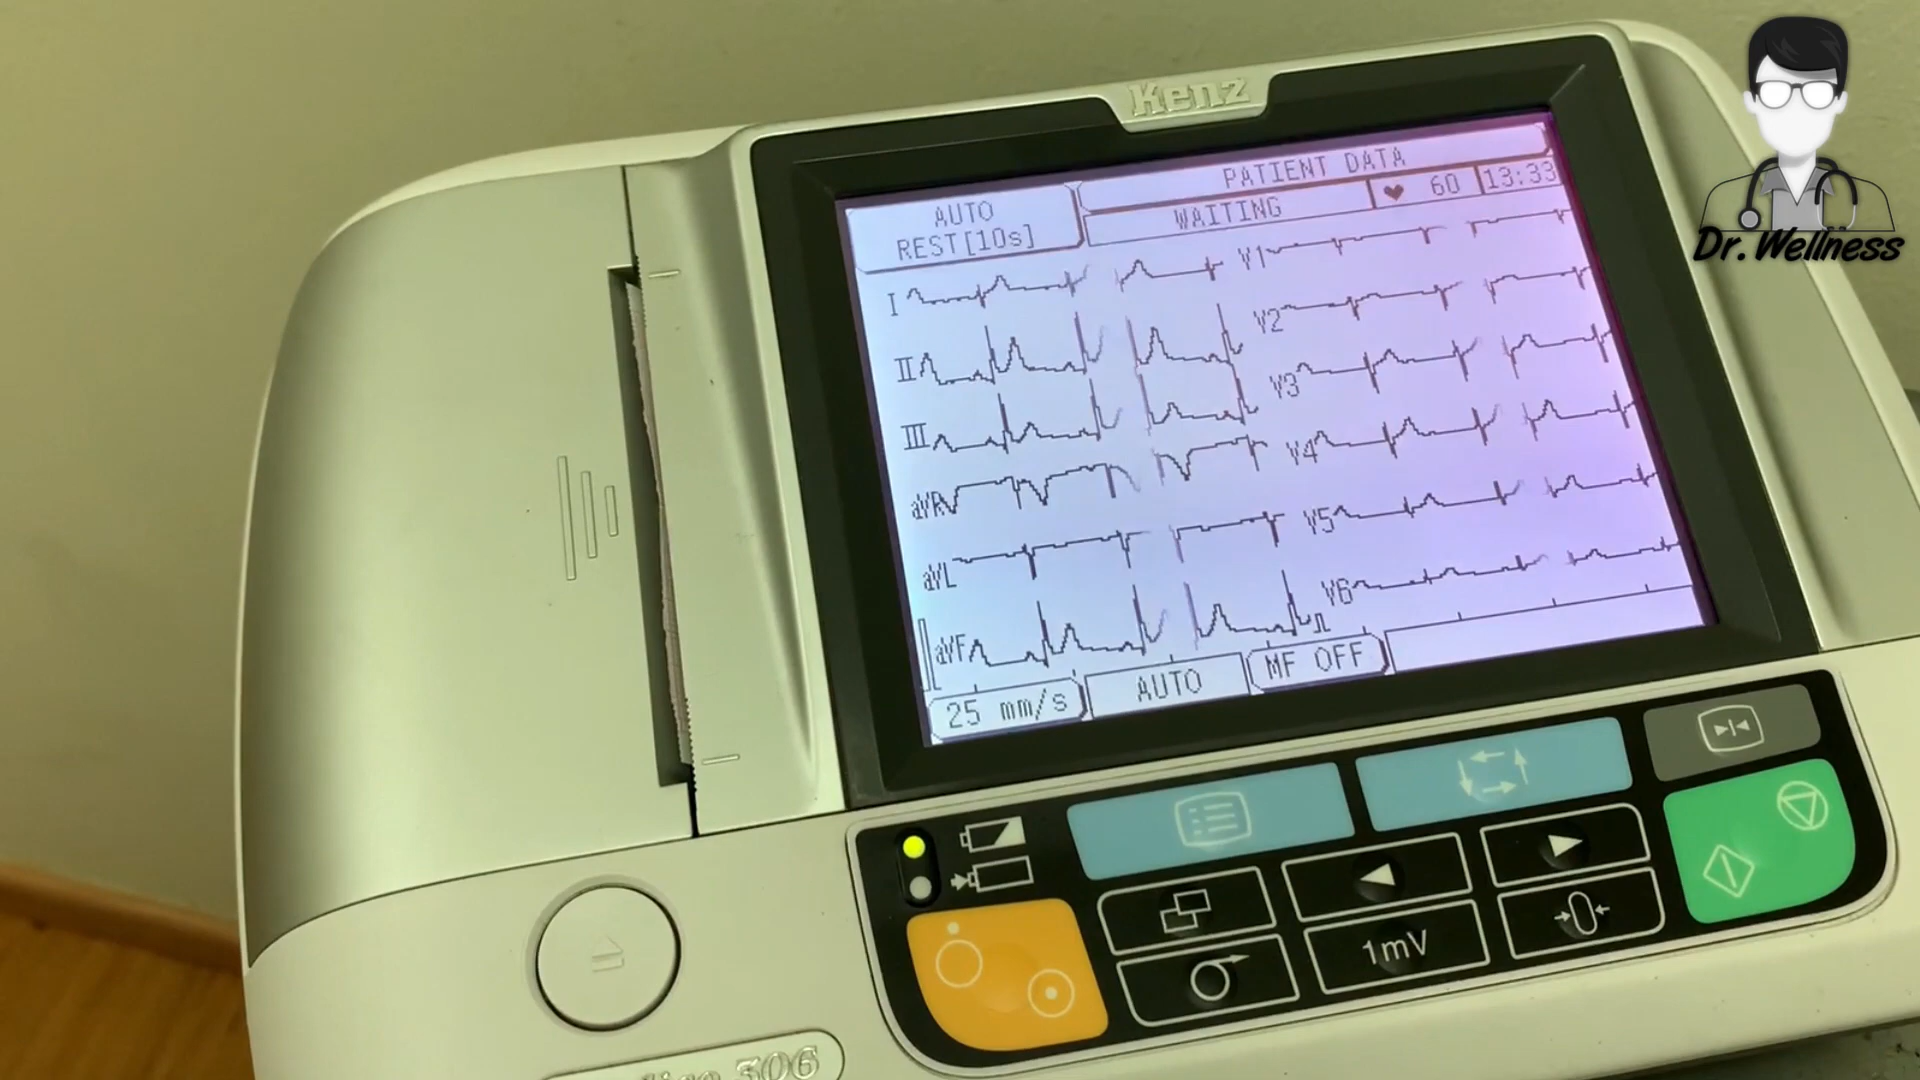 Kenz
Dr. Wellness
PATIENT DATA
AUTO
REST[10s]
WAITING
60
13:33
I
V1
II
V2
III
V3
aVR
V4
aVL
V5
aVF
V6
25 mm/s
AUTO
MF OFF
1mV
306